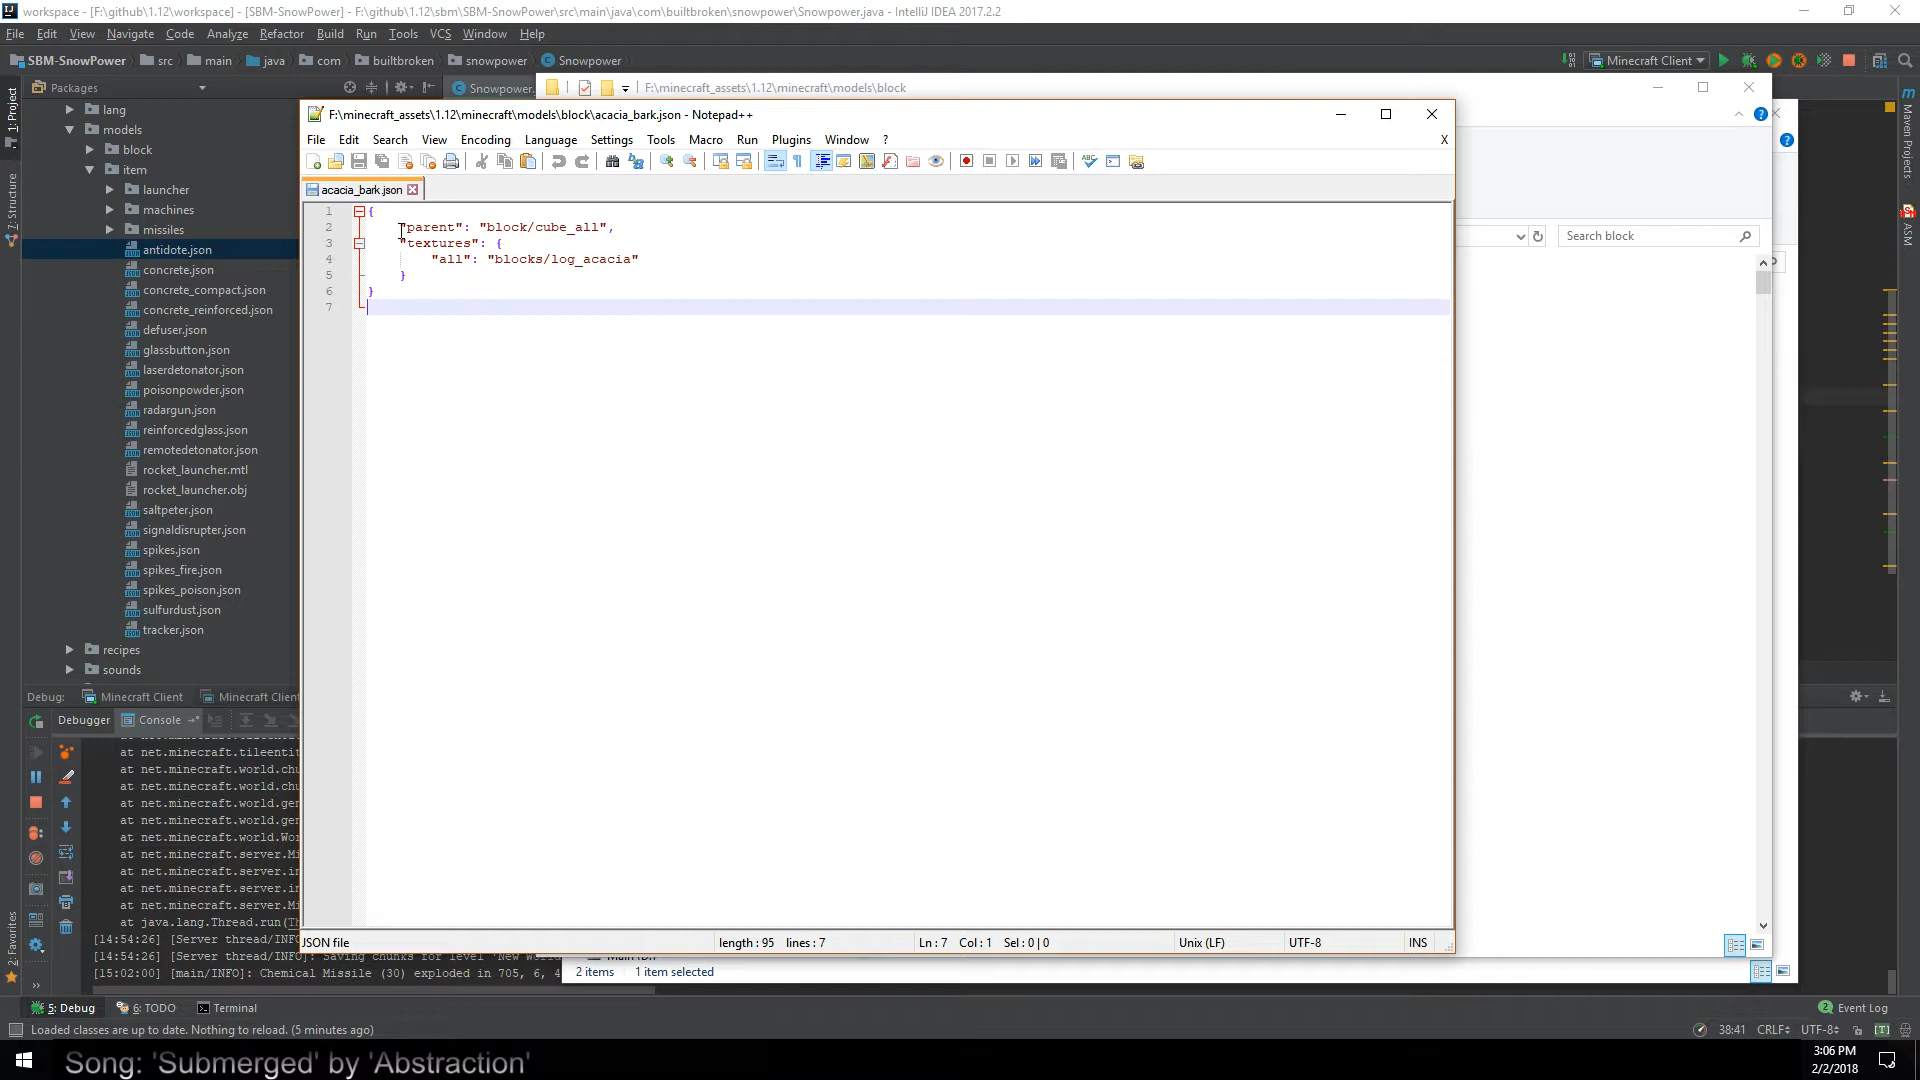 workspace - [F:\github\1.12\workspace] - [SBM-SnowPower] - F:\github\1.12\sbm\SBM-SnowPower\src\main\java\com\builtbroken\snowpower\Snowpower.java - IntelliJ IDEA 2017.2.2
File Edit View Navigate Code Analyze Refactor Build Run Tools VCS Window Help
SBM-SnowPower src main java com builtbroken snowpower Snowpower Minecraft Client
Packages Snowpower. F:\minecraft_assets\1.12\minecraft\models\block
1: Project
7: Structure
2: Favorites
Maven Projects
ASM
lang
models
block
item
launcher
machines
missiles
antidote.json
concrete.json
concrete_compact.json
concrete_reinforced.json
defuser.json
glassbutton.json
laserdetonator.json
poisonpowder.json
radargun.json
reinforcedglass.json
remotedetonator.json
rocket_launcher.mtl
rocket_launcher.obj
saltpeter.json
signaldisrupter.json
spikes.json
spikes_fire.json
spikes_poison.json
sulfurdust.json
tracker.json
recipes
sounds
F:\minecraft_assets\1.12\minecraft\models\block\acacia_bark.json - Notepad++
File Edit Search View Encoding Language Settings Tools Macro Run Plugins Window ? X
acacia_bark.json
1 {
2 "parent": "block/cube_all",
3 "textures": {
4 "all": "blocks/log_acacia"
5 }
6 }
7
JSON file length : 95 lines : 7 Ln : 7 Col : 1 Sel : 0 | 0 Unix (LF) UTF-8 INS
Search block
2 items 1 item selected
Debug: Minecraft Client Minecraft Clien
Debugger Console
at net.minecraft.tileentit
at net.minecraft.world.chu
at net.minecraft.world.chu
at net.minecraft.world.gen
at net.minecraft.world.gen
at net.minecraft.world.Wo
at net.minecraft.server.Mi
at net.minecraft.server.in
at net.minecraft.server.in
at net.minecraft.server.Mi
at java.lang.Thread.run(Th
[14:54:26] [Server thread/INFO
[14:54:26] [Server thread/INFO]: Saving chunks for level 'New World
[15:02:00] [main/INFO]: Chemical Missile (30) exploded in 705, 6, 4
5: Debug 6: TODO Terminal 2 Event Log
Loaded classes are up to date. Nothing to reload. (5 minutes ago) 38:41 CRLF UTF-8 [T]
Song: 'Submerged' by 'Abstraction'
3:06 PM
2/2/2018